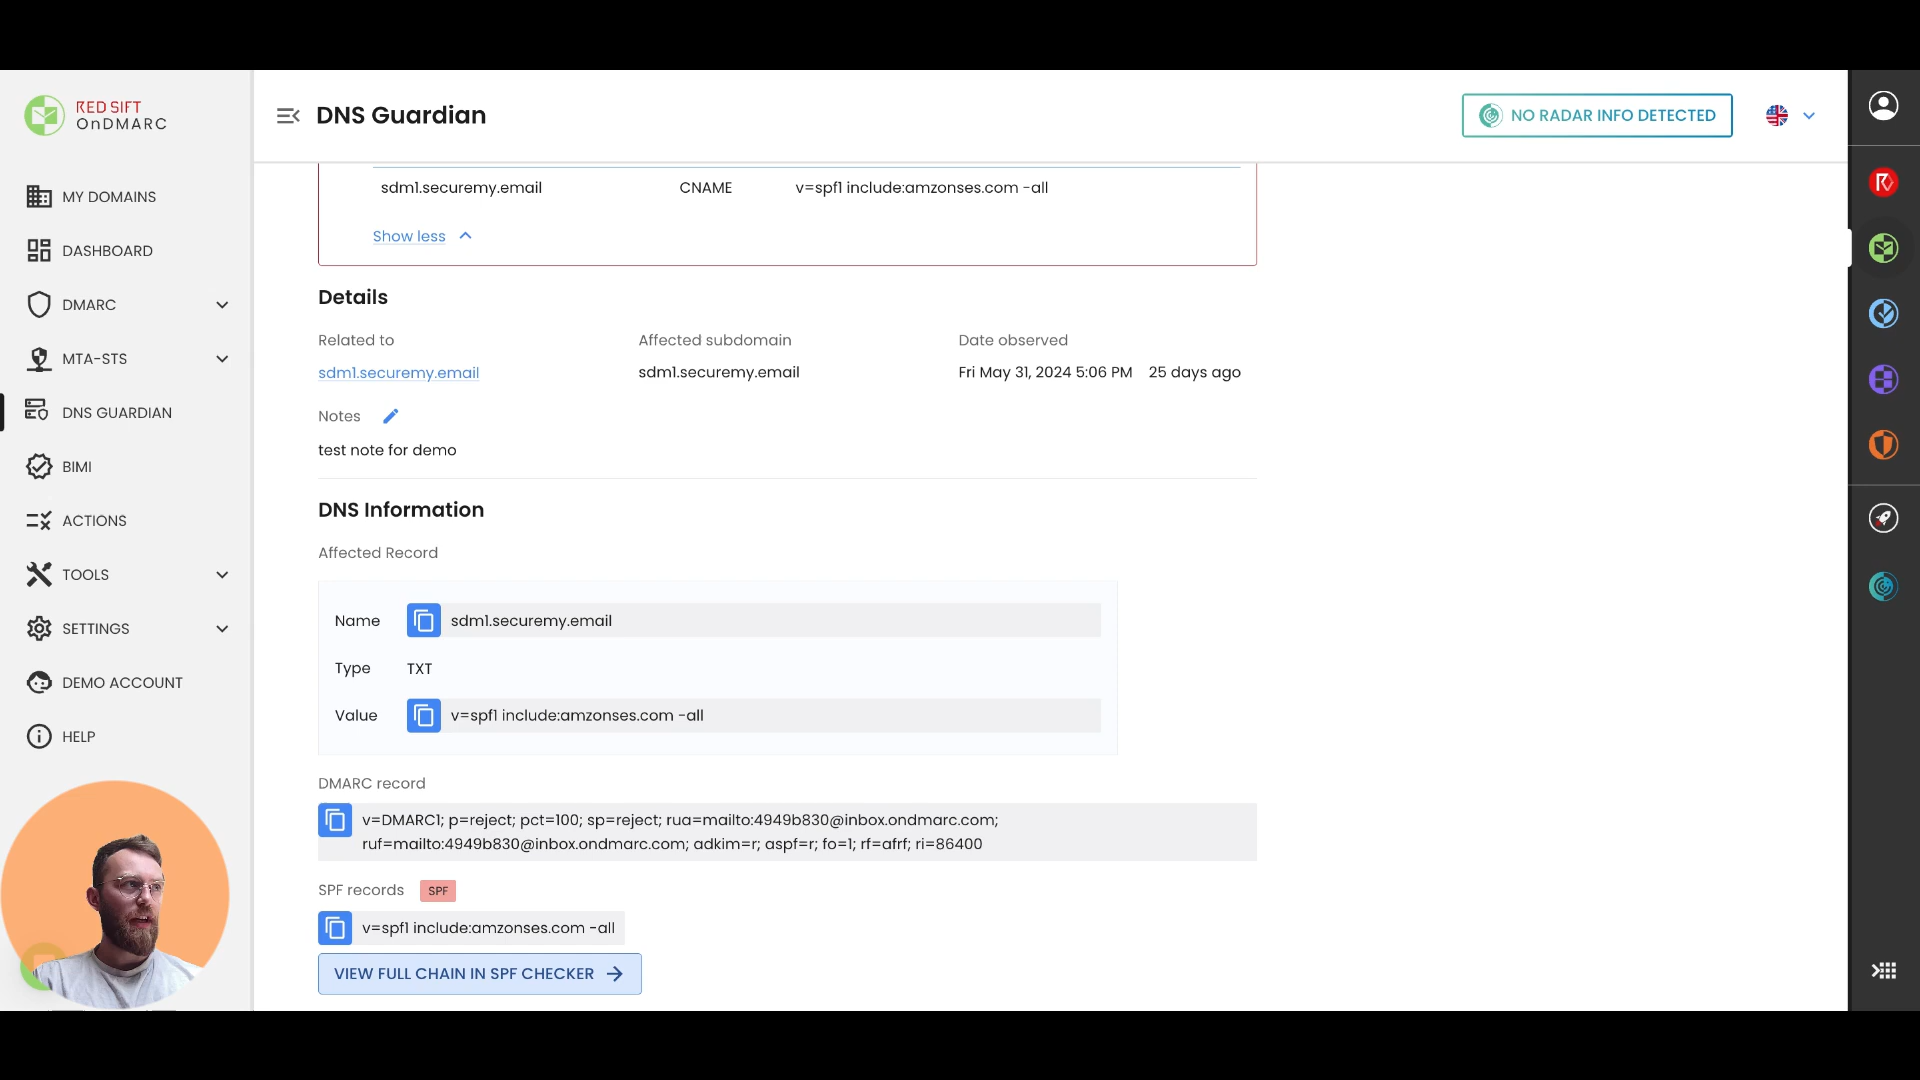 RED SIFT
OnDMARC
DNS Guardian
NO RADAR INFO DETECTED
MY DOMAINS
DASHBOARD
DMARC
MTA-STS
DNS GUARDIAN
BIMI
ACTIONS
TOOLS
SETTINGS
DEMO ACCOUNT
HELP
sdm1.securemy.email CNAME v=spf1 include:amzonses.com -all
Show less
Details
Related to Affected subdomain Date observed
sdm1.securemy.email sdm1.securemy.email Fri May 31, 2024 5:06 PM 25 days ago
Notes
test note for demo
DNS Information
Affected Record
Name sdm1.securemy.email
Type TXT
Value v=spf1 include:amzonses.com -all
DMARC record
v=DMARC1; p=reject; pct=100; sp=reject; rua=mailto:4949b830@inbox.ondmarc.com;
ruf=mailto:4949b830@inbox.ondmarc.com; adkim=r; aspf=r; fo=1; rf=afrf; ri=86400
SPF records SPF
v=spf1 include:amzonses.com -all
VIEW FULL CHAIN IN SPF CHECKER